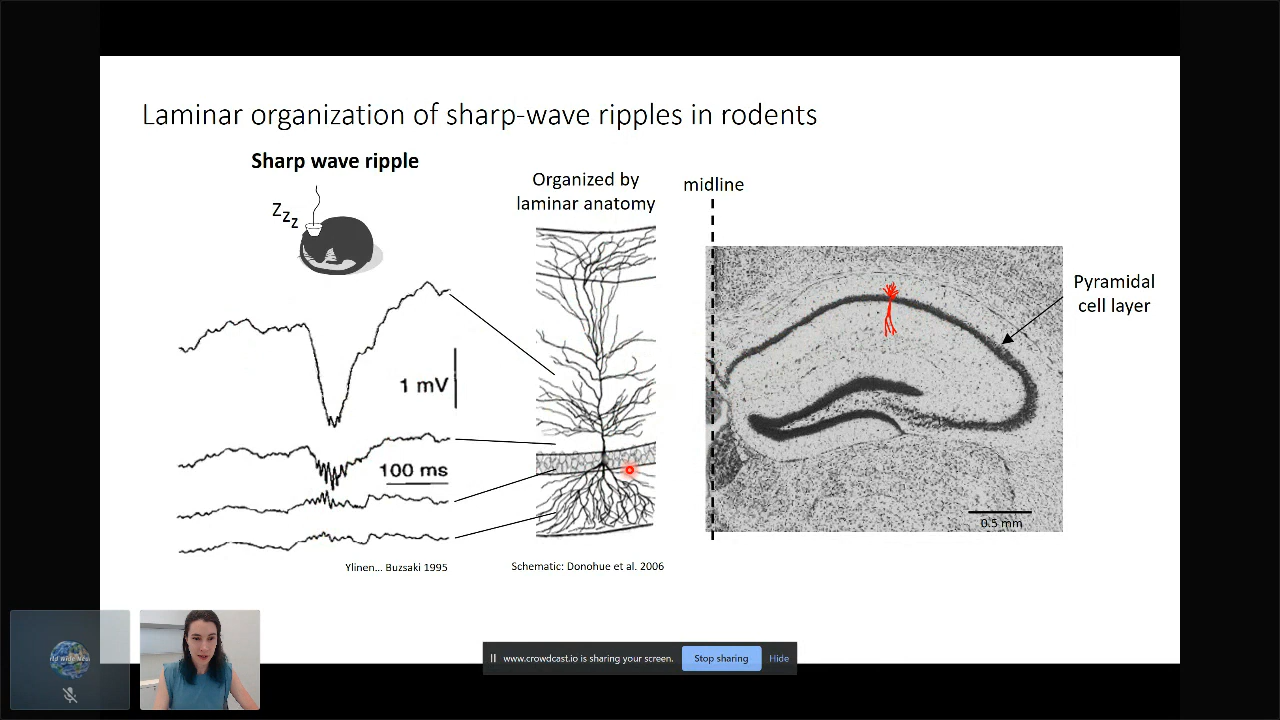 Laminar organization of sharp-wave ripples in rodents
Sharp wave ripple
Z z z
Organized by
laminar anatomy
midline
Pyramidal
cell layer
1 mV
100 ms
0.5 mm
Ylinen... Buzsaki 1995
Schematic: Donohue et al. 2006
www.crowdcast.io is sharing your screen.
Stop sharing
Hide